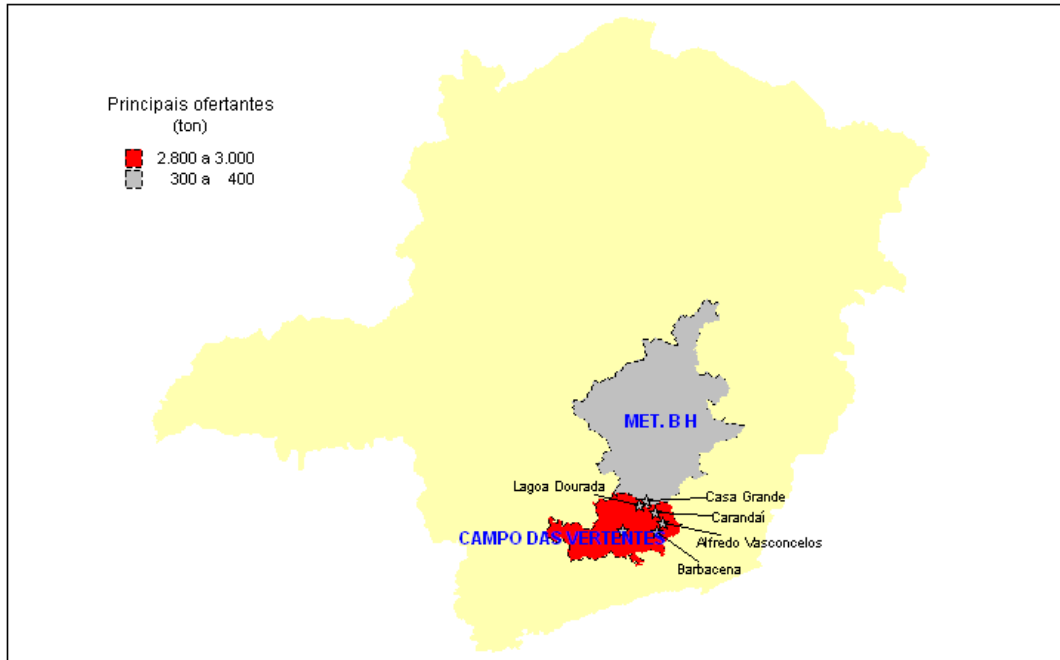 Principais ofertantes
(ton)
2.800 a 3.000
300 a 400
MET. B H
Lagoa Dourada
Casa Grande
Carandaí
CAMPO DAS VERTENTES
Alfredo Vasconcelos
Barbacena